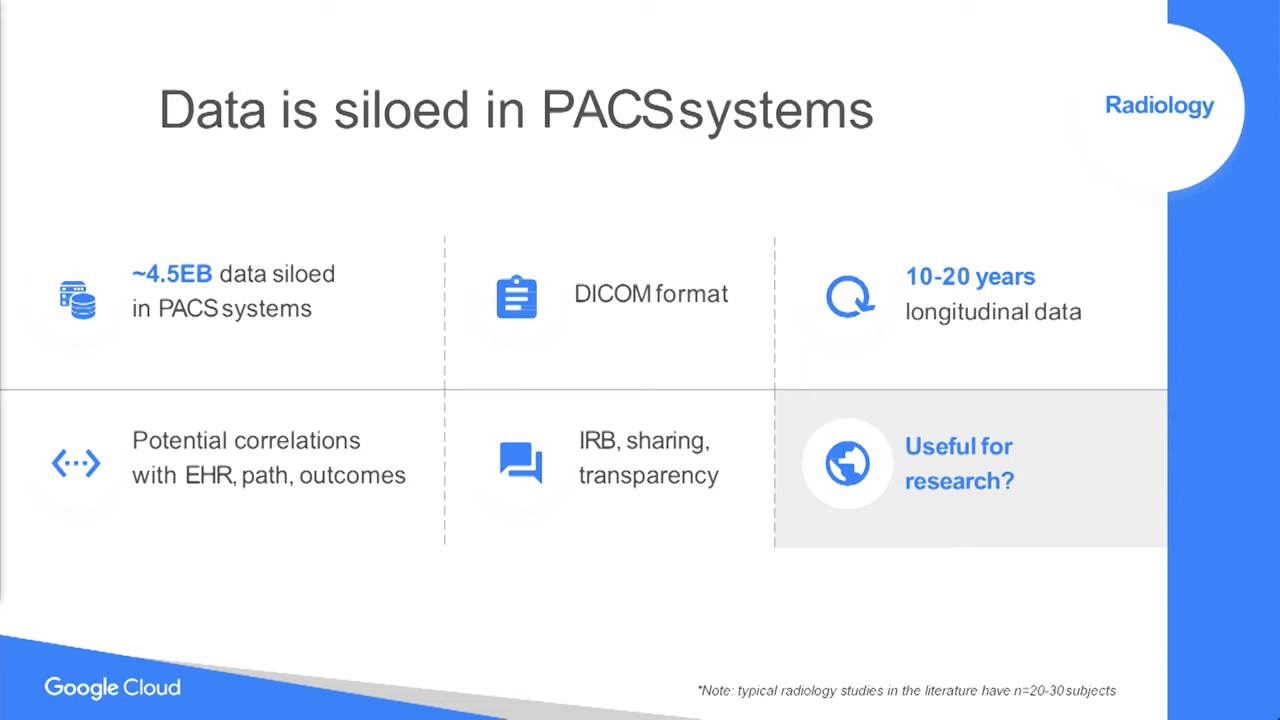 Data is siloed in PACS systems
Radiology
~4.5EB data siloed
in PACS systems
DICOM format
10-20 years
longitudinal data
Potential correlations
with EHR, path, outcomes
IRB, sharing,
transparency
Useful for
research?
Google Cloud
*Note: typical radiology studies in the literature have n=20-30 subjects